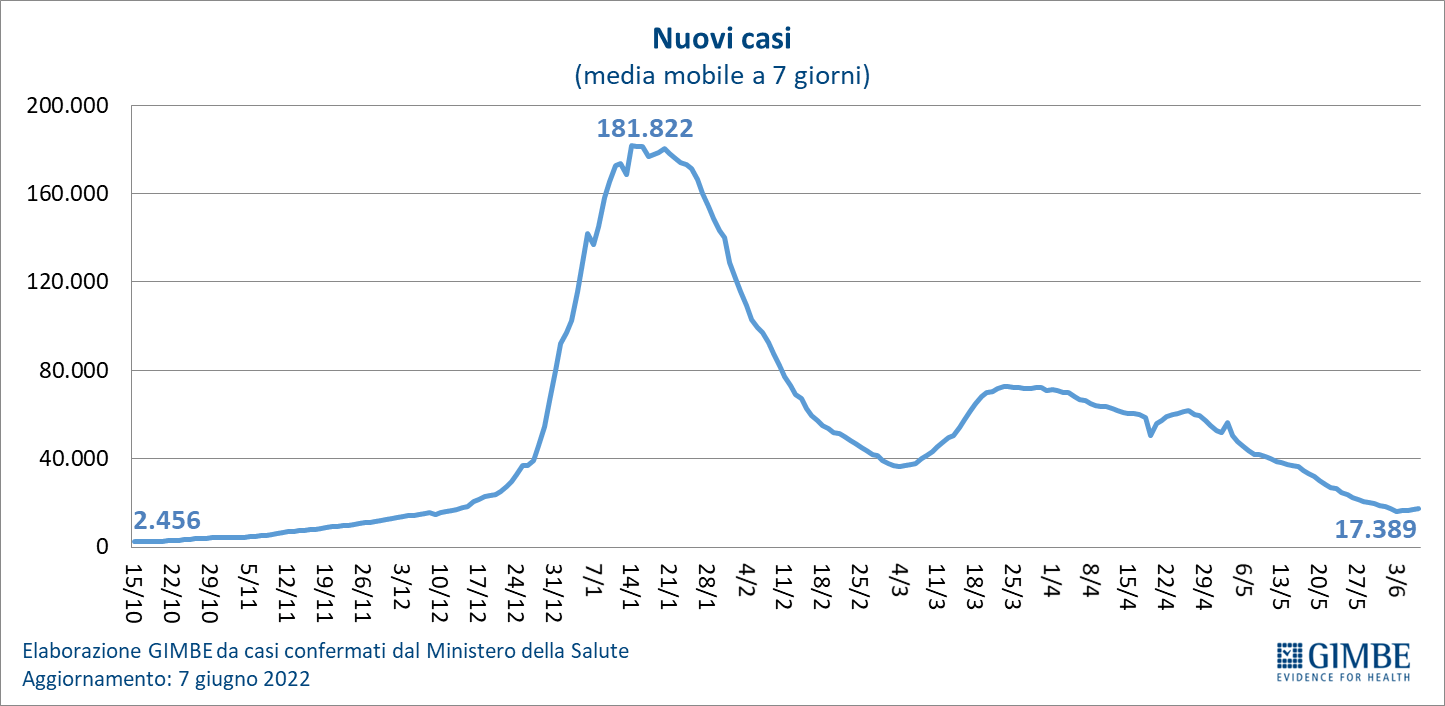 Nuovi casi
(media mobile a 7 giorni)
200.000
181.822
160.000
120.000
80.000
40.000
2.456
17.389
0
15/10 22/10 29/10 5/11 12/11 19/11 26/11 3/12 10/12 17/12 24/12 31/12 7/1 14/1 21/1 28/1 4/2 11/2 18/2 25/2 4/3 11/3 18/3 25/3 1/4 8/4 15/4 22/4 29/4 6/5 13/5 20/5 27/5 3/6
Elaborazione GIMBE da casi confermati dal Ministero della Salute
Aggiornamento: 7 giugno 2022
GIMBE
EVIDENCE FOR HEALTH